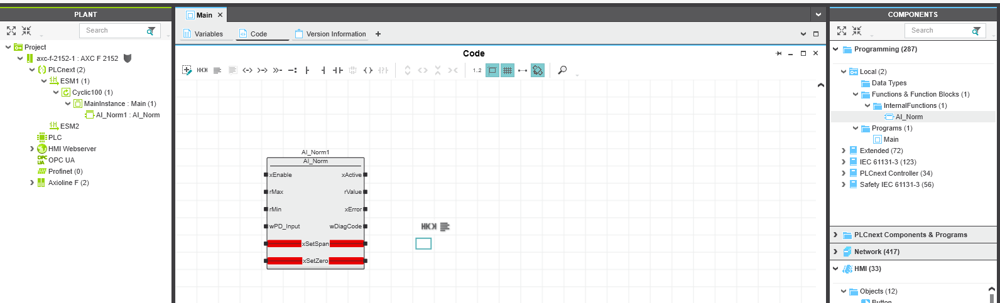 PLANT
Search
Project
axc-f-2152-1 : AXC F 2152
PLCnext (2)
ESM1 (1)
Cyclic100 (1)
MainInstance : Main (1)
AI_Norm1 : AI_Norm
ESM2
PLC
HMI Webserver
OPC UA
OPC UA
Profinet (0)
Axioline F (2)
Main
Variables
Code
Version Information
Code
1..2
AI_Norm1
AI_Norm
xEnable xActive
rMax rValue
rMin xError
wPD_Input wDiagCode
xSetSpan
xSetZero
COMPONENTS
Search
Programming (287)
Local (2)
Data Types
Functions & Function Blocks (1)
InternalFunctions (1)
AI_Norm
Programs (1)
Main
Extended (72)
IEC 61131-3 (123)
PLCnext Controller (34)
Safety IEC 61131-3 (56)
PLCnext Components & Programs
Network (417)
HMI (33)
Objects (12)
Button